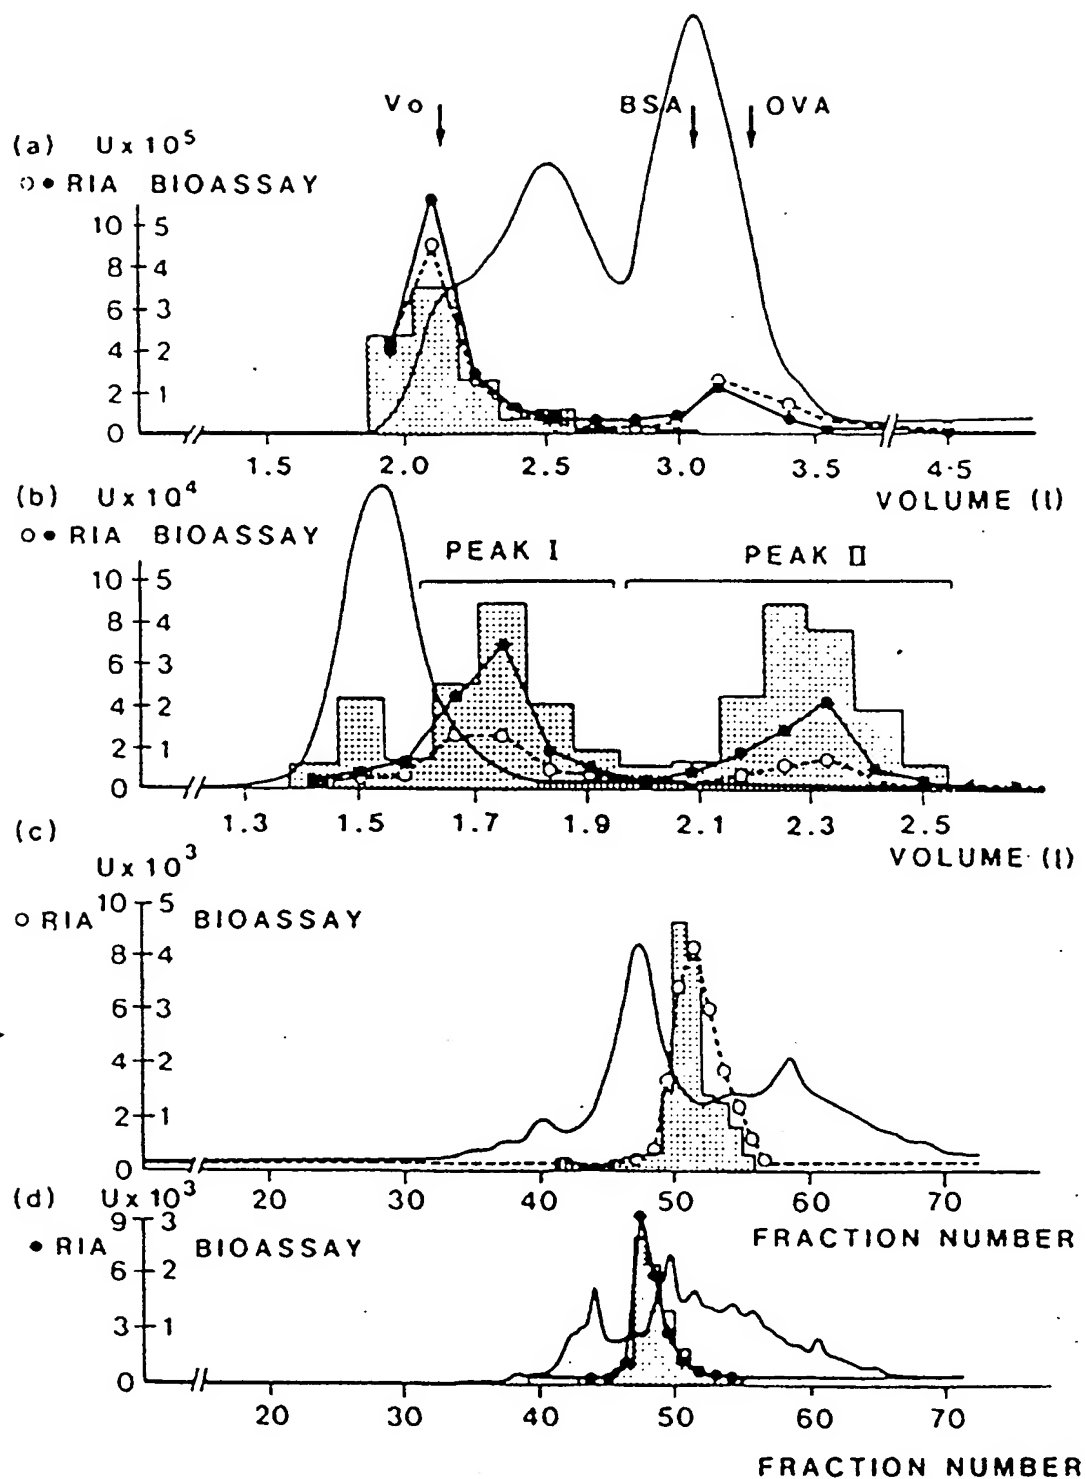 Vo BSA OVA
(a) U x 10^5
○ ● RIA BIOASSAY
10 5
8 4
6 3
4 2
2 1
0
1.5 2.0 2.5 3.0 3.5 4.5
VOLUME (l)
(b) U x 10^4
○ ● RIA BIOASSAY
PEAK I PEAK II
10 5
8 4
6 3
4 2
2 1
0
1.3 1.5 1.7 1.9 2.1 2.3 2.5
VOLUME (l)
(c)
U x 10^3
10 5
○ RIA BIOASSAY
8 4
6 3
4 2
2 1
0
20 30 40 50 60 70
FRACTION NUMBER
(d) U x 10^3
9 3
● RIA BIOASSAY
6 2
3 1
0
20 30 40 50 60 70
FRACTION NUMBER